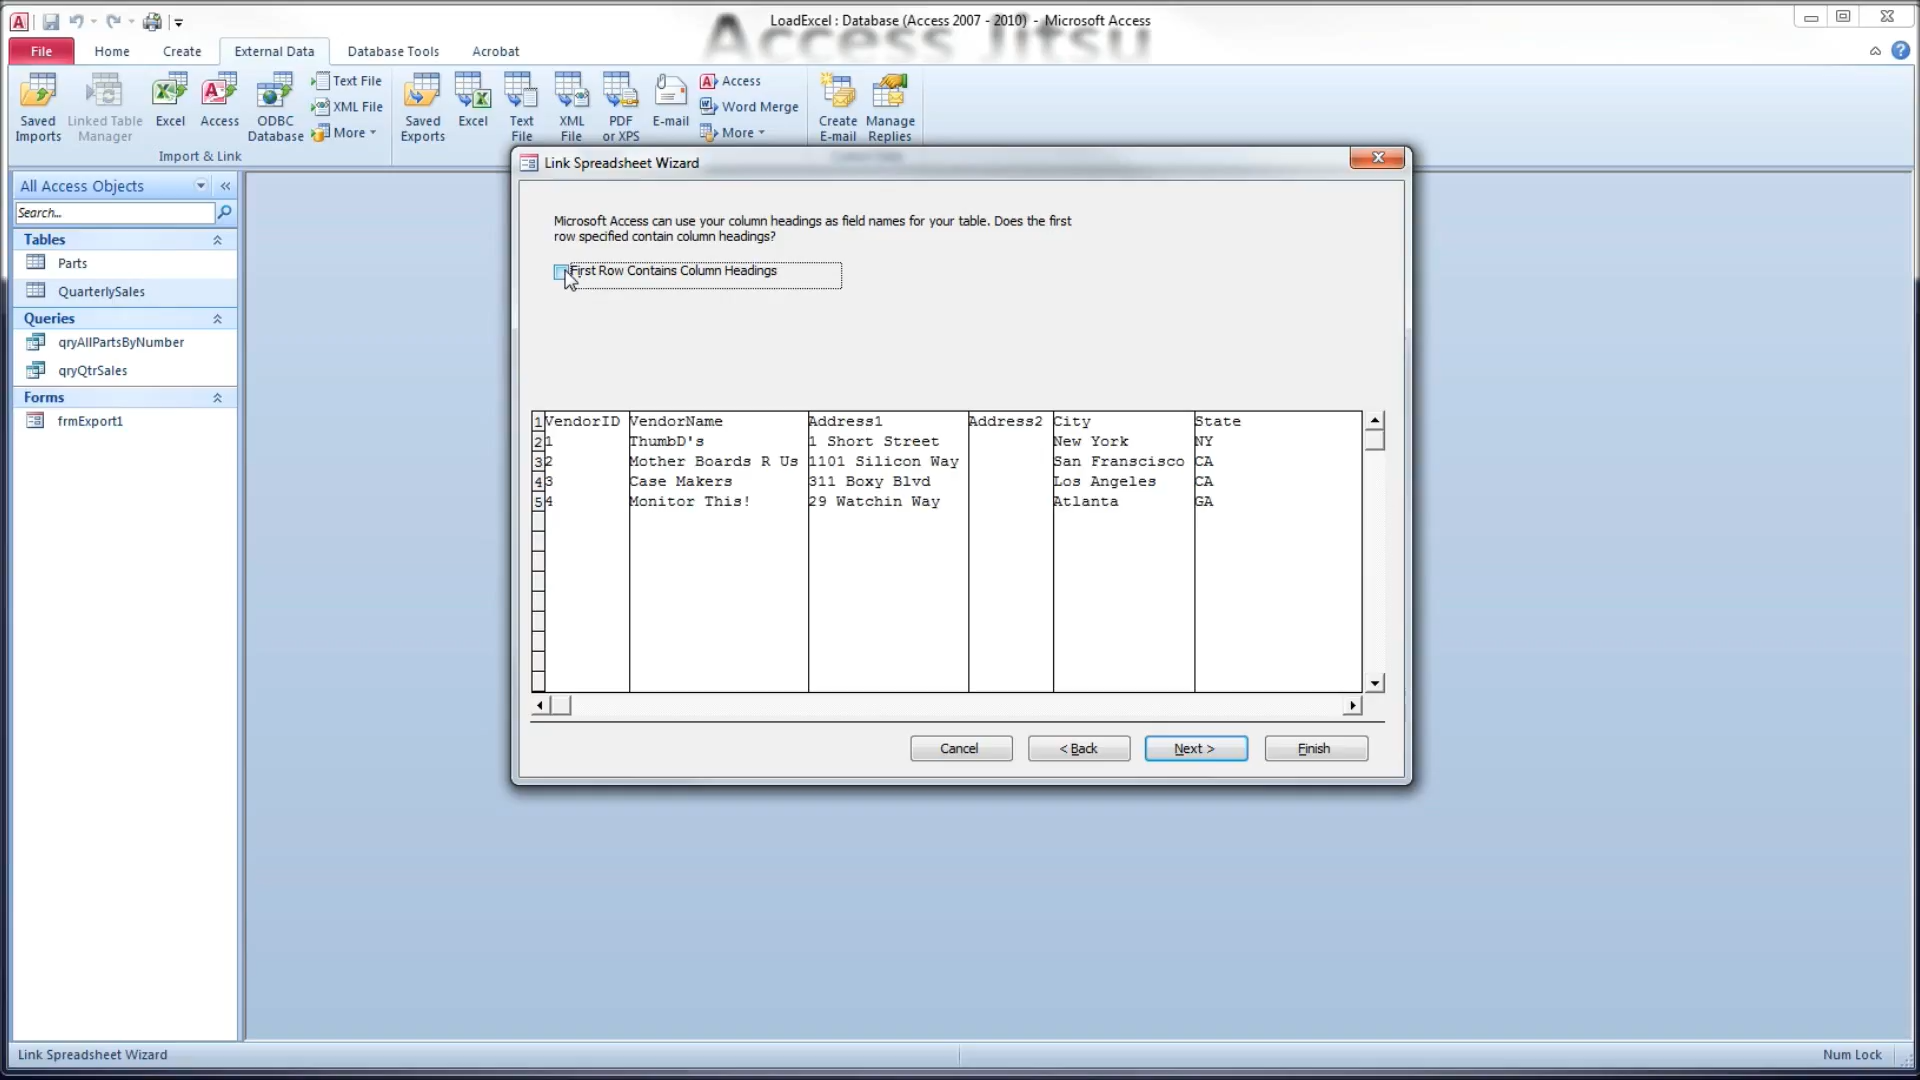 LoadExcel : Database (Access 2007 - 2010) - Microsoft Access
Access Jitsu
File Home Create External Data Database Tools Acrobat
Saved Imports
Linked Table Manager
Excel
Access
ODBC Database
Text File
XML File
More
Import & Link
Saved Exports
Excel
Text File
XML File
PDF or XPS
E-mail
Access
Word Merge
More
Create E-mail
Manage Replies
All Access Objects
Search...
Tables
Parts
QuarterlySales
Queries
qryAllPartsByNumber
qryQtrSales
Forms
frmExport1
Link Spreadsheet Wizard
Microsoft Access can use your column headings as field names for your table. Does the first
row specified contain column headings?
First Row Contains Column Headings
1 VendorID VendorName Address1 Address2 City State
2 1 ThumbD's 1 Short Street New York NY
3 2 Mother Boards R Us 1101 Silicon Way San Franscisco CA
4 3 Case Makers 311 Boxy Blvd Los Angeles CA
5 4 Monitor This! 29 Watchin Way Atlanta GA
Cancel < Back Next > Finish
Link Spreadsheet Wizard Num Lock